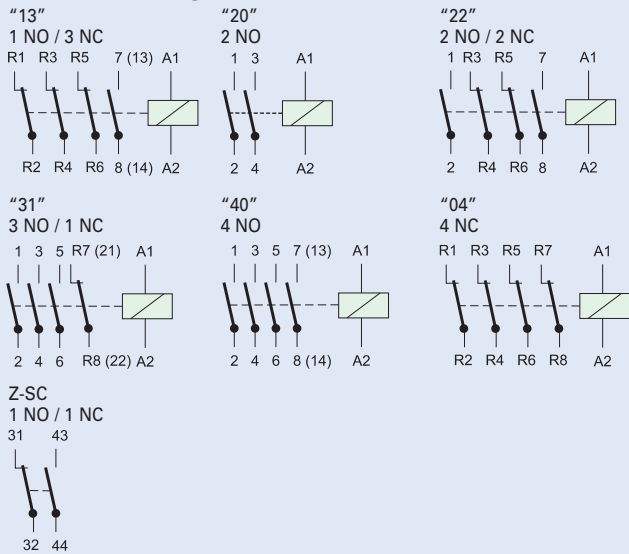 “13”
1 NO / 3 NC
R1 R3 R5 7 (13) A1
R2 R4 R6 8 (14) A2
“20”
2 NO
1 3 A1
2 4 A2
“22”
2 NO / 2 NC
1 R3 R5 7 A1
2 R4 R6 8 A2
“31”
3 NO / 1 NC
1 3 5 R7 (21) A1
2 4 6 R8 (22) A2
“40”
4 NO
1 3 5 7 (13) A1
2 4 6 8 (14) A2
“04”
4 NC
R1 R3 R5 R7 A1
R2 R4 R6 R8 A2
Z-SC
1 NO / 1 NC
31 43
32 44